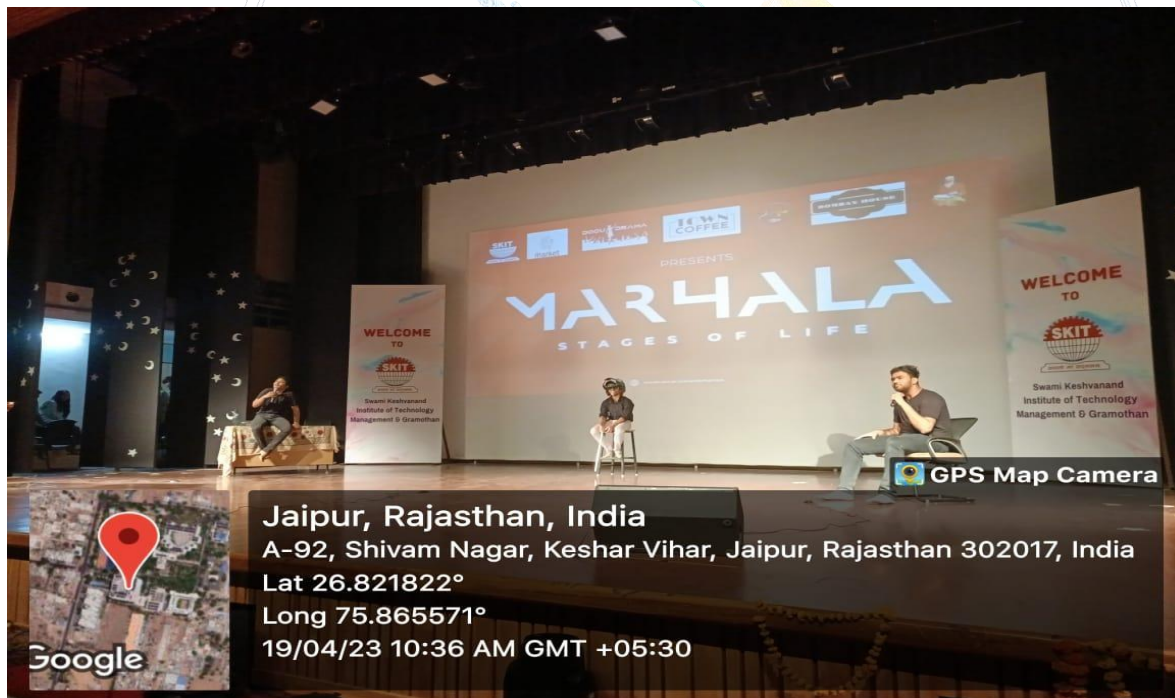 SKIT
TOWN
COFFEE
BOMBAY HOUSE
PRESENTS
MARHALA
STAGES OF LIFE
WELCOME
TO
SKIT
Swami Keshvanand
Institute of Technology
Management & Gramothan
WELCOME
TO
SKIT
Swami Keshvanand
Institute of Technology
Management & Gramothan
GPS Map Camera
Jaipur, Rajasthan, India
A-92, Shivam Nagar, Keshar Vihar, Jaipur, Rajasthan 302017, India
Lat 26.821822°
Long 75.865571°
19/04/23 10:36 AM GMT +05:30
Google